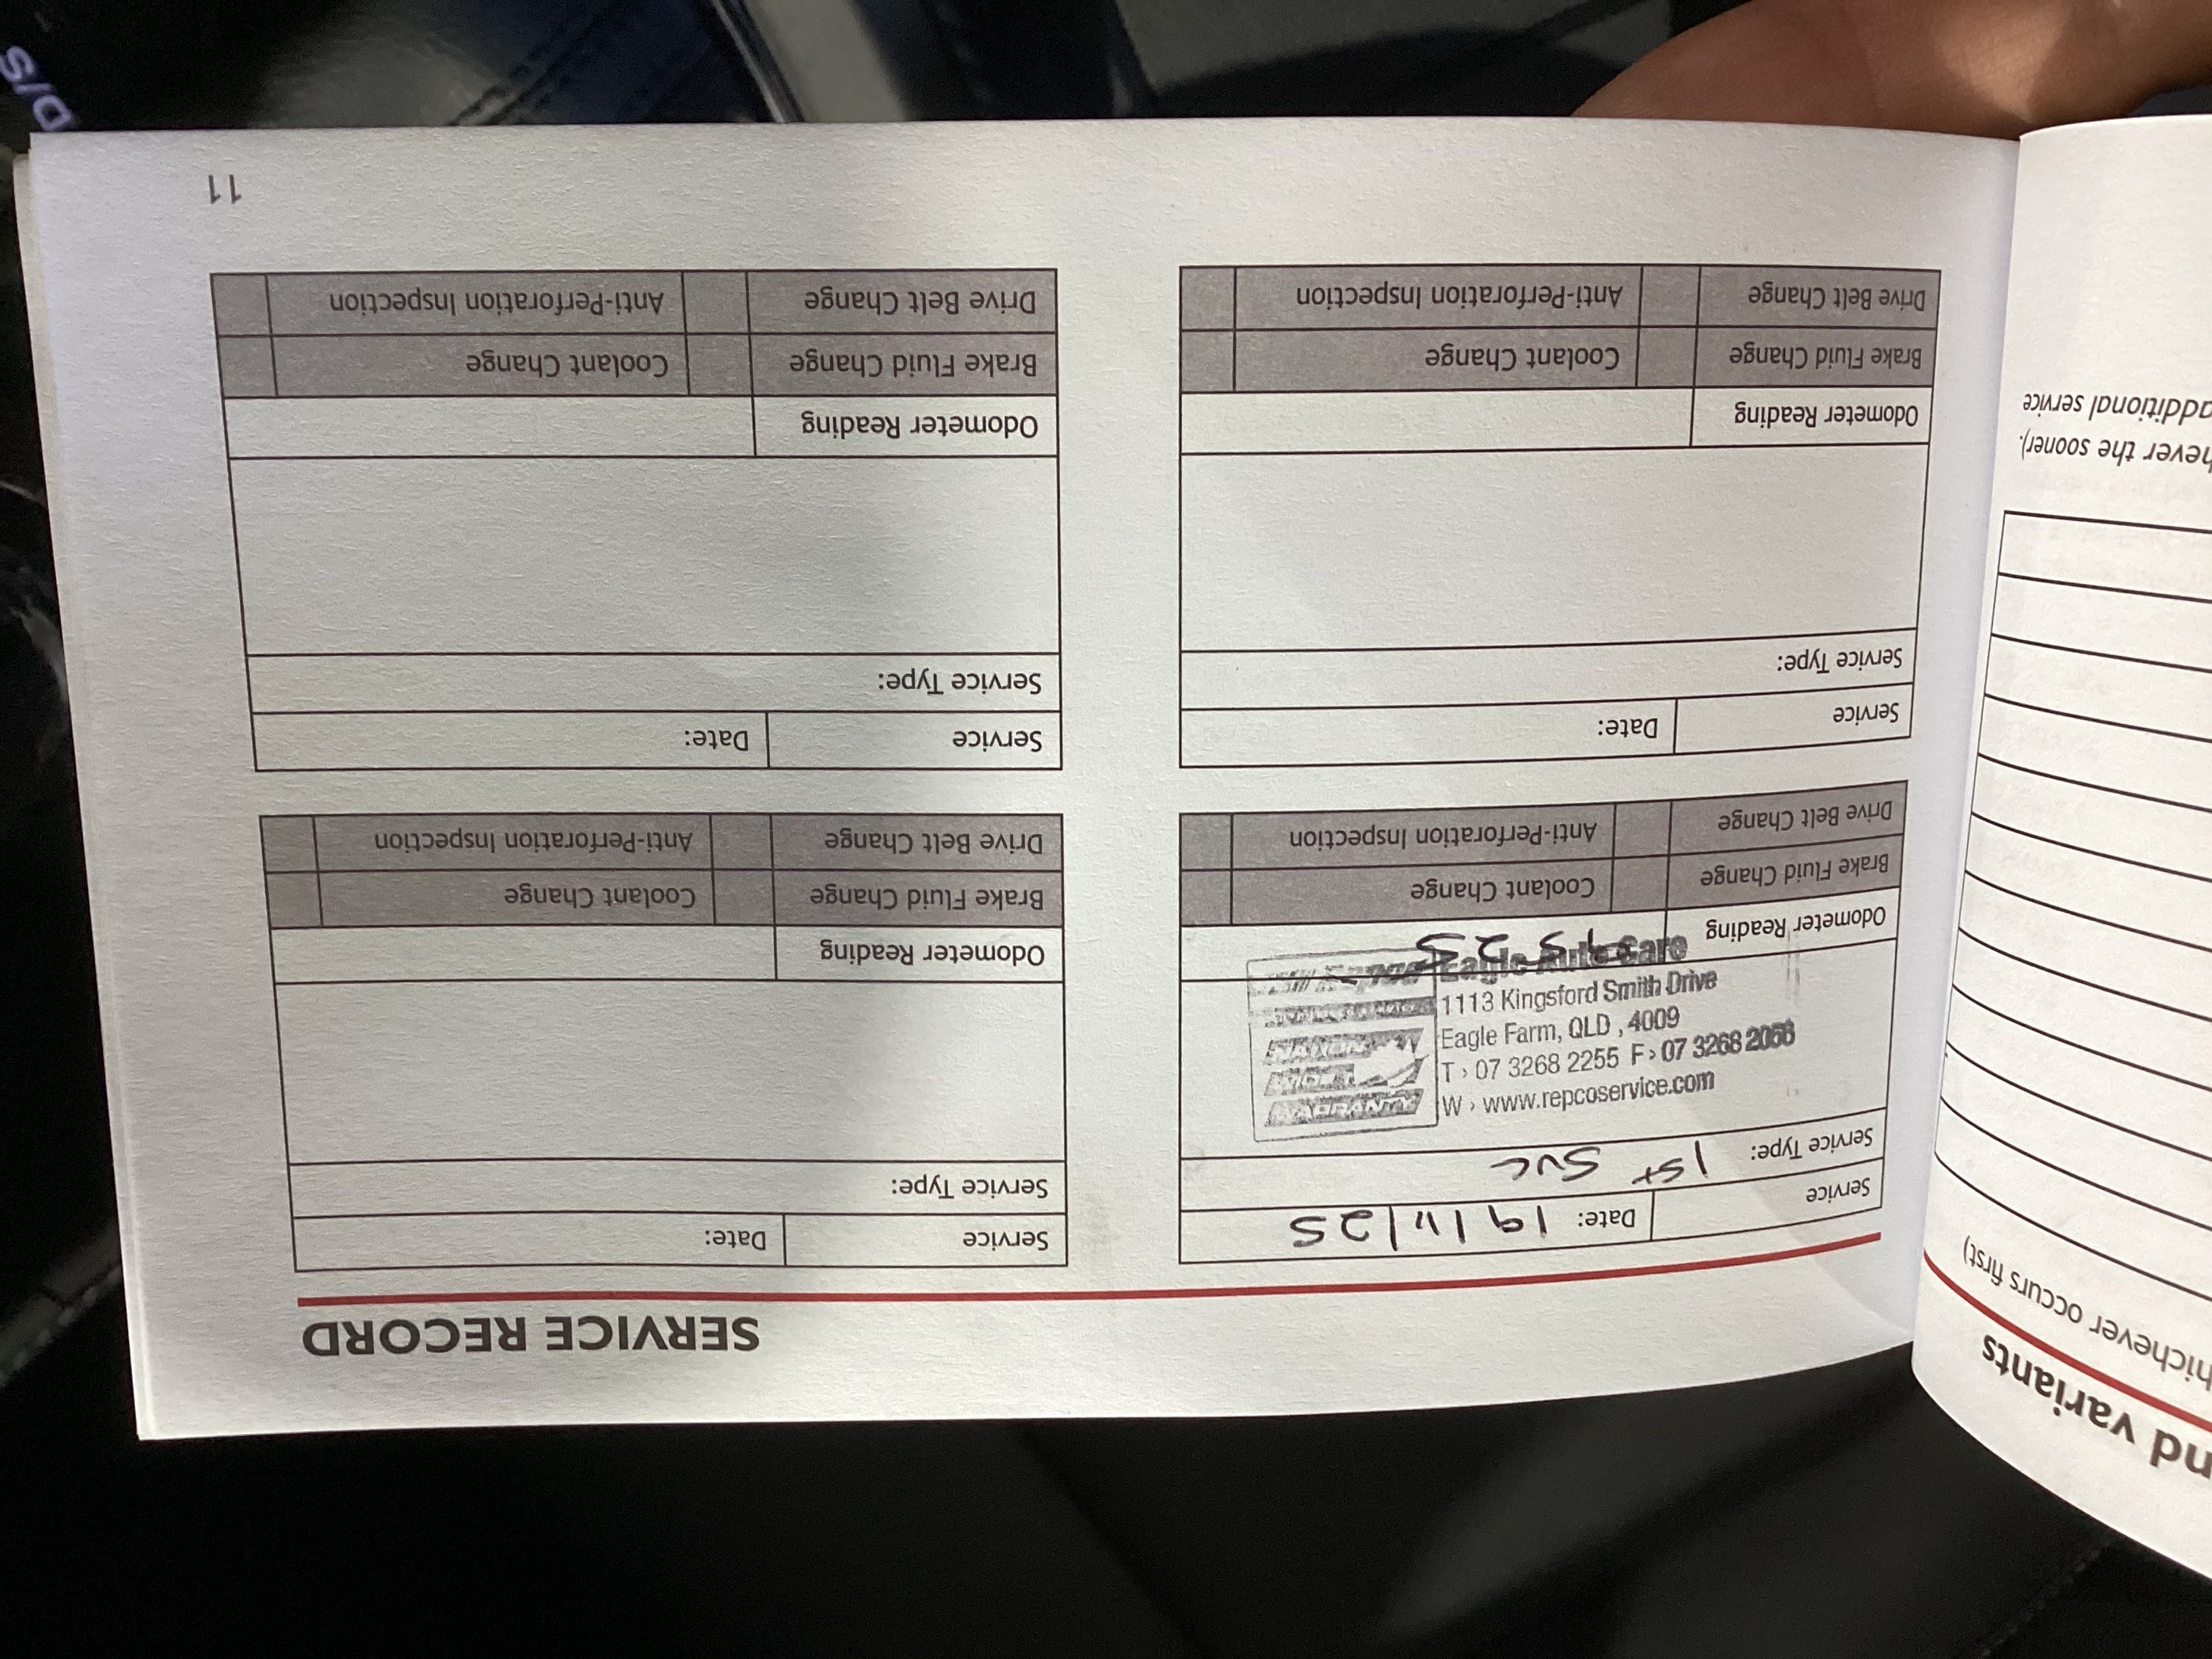 nd variants
hichever occurs first)
hever the sooner).
additional service
SERVICE RECORD
Service Date: 19/11/25
Service Type: 1st SVC
Eagle Auto Care
1113 Kingsford Smith Drive
Eagle Farm, QLD , 4009
T › 07 3268 2255 F › 07 3268
W › www.repcoservice.com
WARRANTY
Odometer Reading
Brake Fluid Change Coolant Change
Drive Belt Change Anti-Perforation Inspection
Service Date:
Service Type:
Odometer Reading
Brake Fluid Change Coolant Change
Drive Belt Change Anti-Perforation Inspection
Service Date:
Service Type:
Odometer Reading
Brake Fluid Change Coolant Change
Drive Belt Change Anti-Perforation Inspection
Service Date:
Service Type:
Odometer Reading
Brake Fluid Change Coolant Change
Drive Belt Change Anti-Perforation Inspection
11